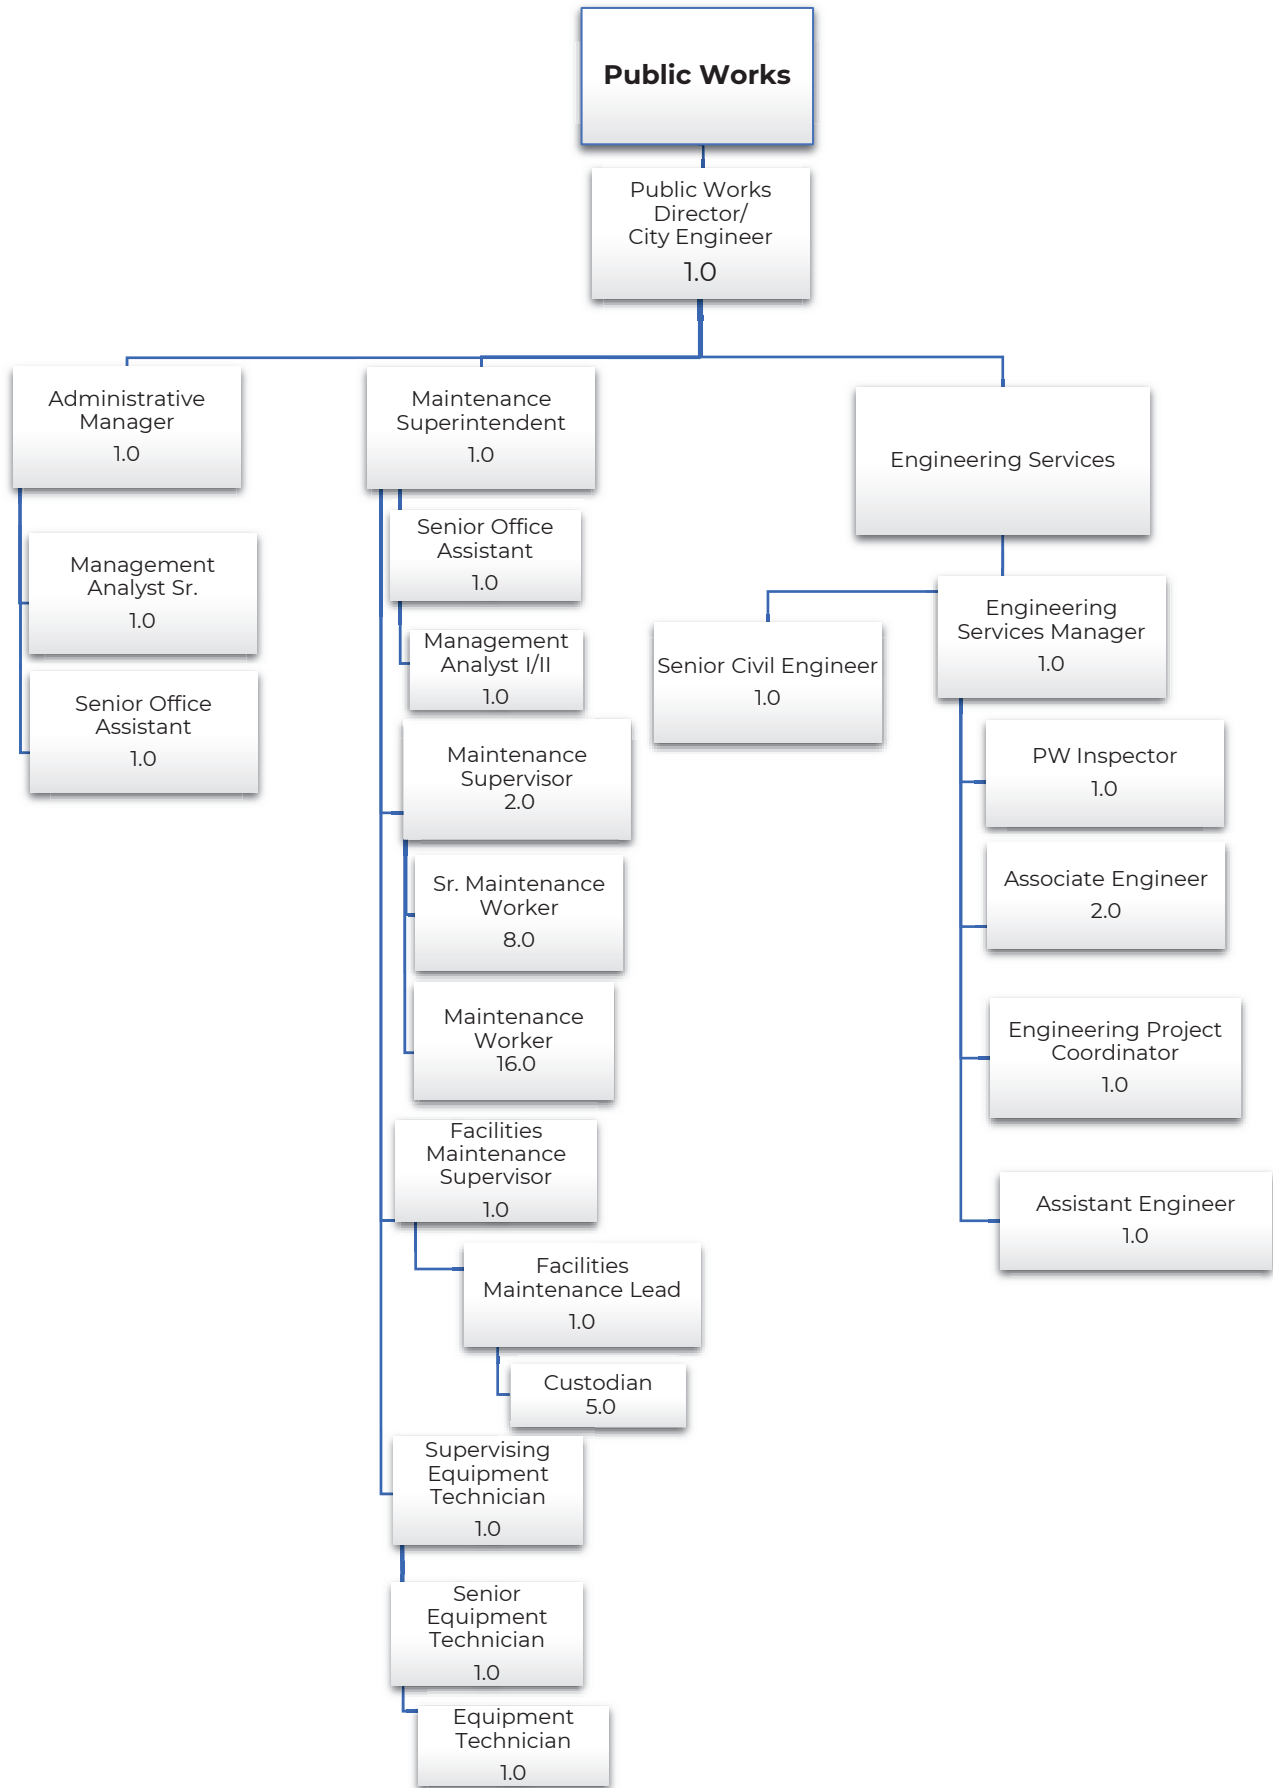 Public Works
Public Works
Director/
City Engineer
1.0
Administrative
Manager
1.0
Management
Analyst Sr.
1.0
Senior Office
Assistant
1.0
Maintenance
Superintendent
1.0
Senior Office
Assistant
1.0
Management
Analyst I/II
1.0
Maintenance
Supervisor
2.0
Sr. Maintenance
Worker
8.0
Maintenance
Worker
16.0
Facilities
Maintenance
Supervisor
1.0
Facilities
Maintenance Lead
1.0
Custodian
5.0
Supervising
Equipment
Technician
1.0
Senior
Equipment
Technician
1.0
Equipment
Technician
1.0
Engineering Services
Engineering
Services Manager
1.0
Senior Civil Engineer
1.0
PW Inspector
1.0
Associate Engineer
2.0
Engineering Project
Coordinator
1.0
Assistant Engineer
1.0